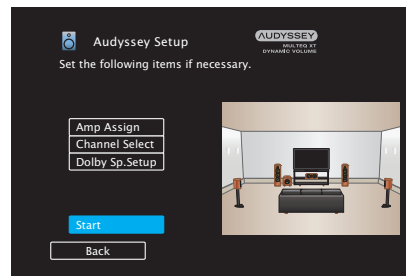 Audyssey Setup
AUDYSSEY
MULTEQ XT
DYNAMIC VOLUME
Set the following items if necessary.
Amp Assign
Channel Select
Dolby Sp.Setup
Start
Back